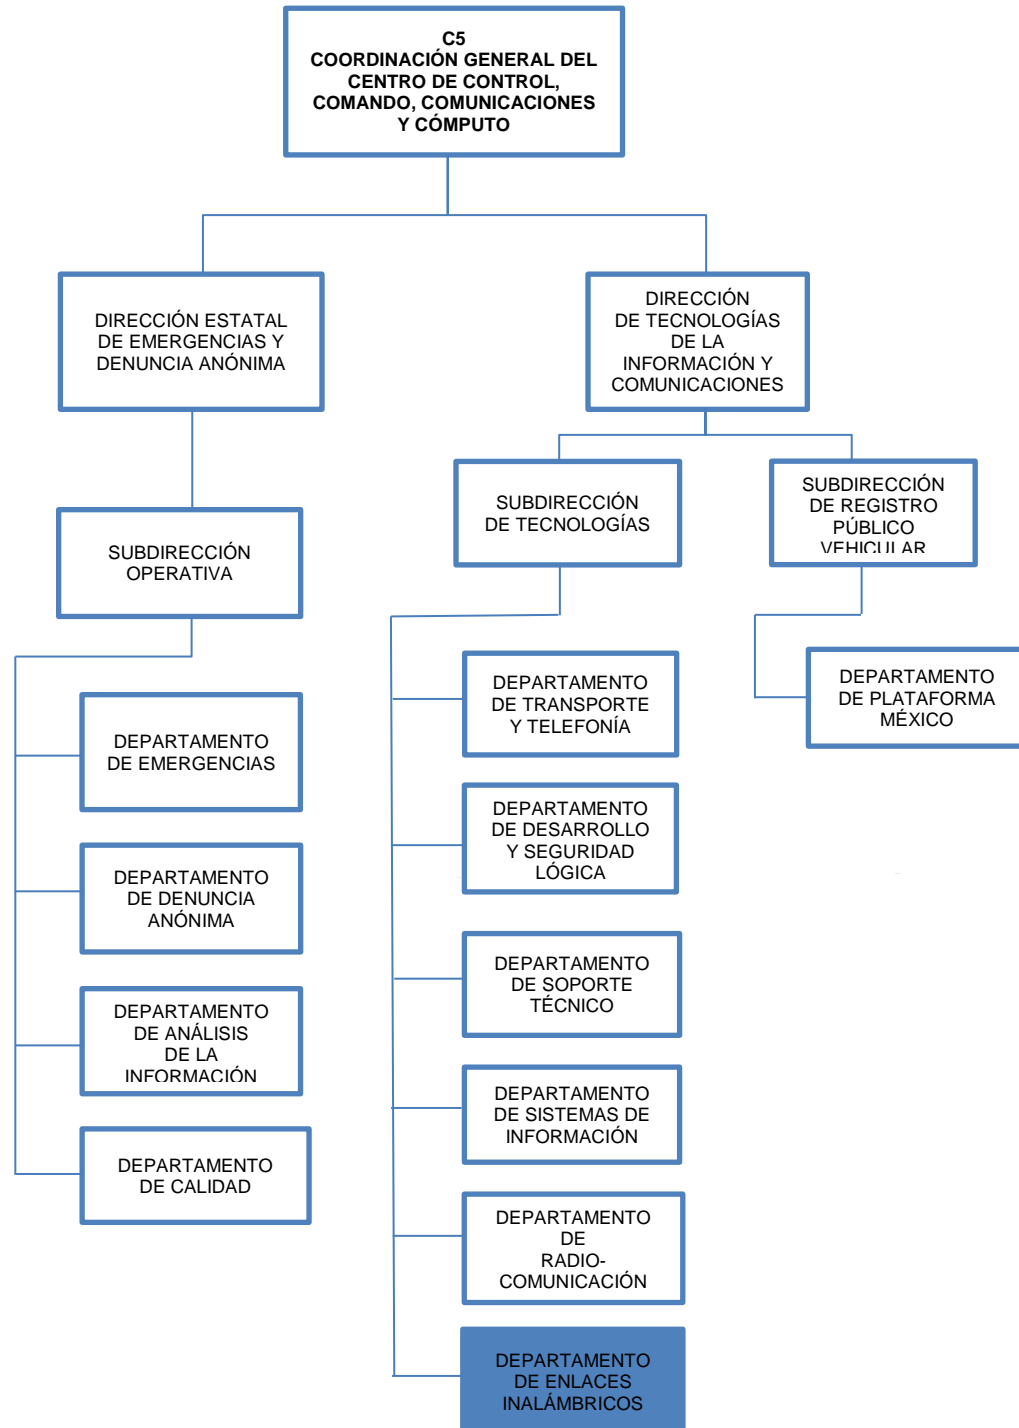 C5
COORDINACIÓN GENERAL DEL
CENTRO DE CONTROL,
COMANDO, COMUNICACIONES
Y CÓMPUTO
DIRECCIÓN ESTATAL
DE EMERGENCIAS Y
DENUNCIA ANÓNIMA
DIRECCIÓN
DE TECNOLOGÍAS
DE LA
INFORMACIÓN Y
COMUNICACIONES
SUBDIRECCIÓN
OPERATIVA
SUBDIRECCIÓN
DE TECNOLOGÍAS
SUBDIRECCIÓN
DE REGISTRO
PÚBLICO
VEHICULAR
DEPARTAMENTO
DE EMERGENCIAS
DEPARTAMENTO
DE DENUNCIA
ANÓNIMA
DEPARTAMENTO
DE ANÁLISIS
DE LA
INFORMACIÓN
DEPARTAMENTO
DE CALIDAD
DEPARTAMENTO
DE TRANSPORTE
Y TELEFONÍA
DEPARTAMENTO
DE DESARROLLO
Y SEGURIDAD
LÓGICA
DEPARTAMENTO
DE SOPORTE
TÉCNICO
DEPARTAMENTO
DE SISTEMAS DE
INFORMACIÓN
DEPARTAMENTO
DE
RADIO-
COMUNICACIÓN
DEPARTAMENTO
DE ENLACES
INALÁMBRICOS
DEPARTAMENTO
DE PLATAFORMA
MÉXICO